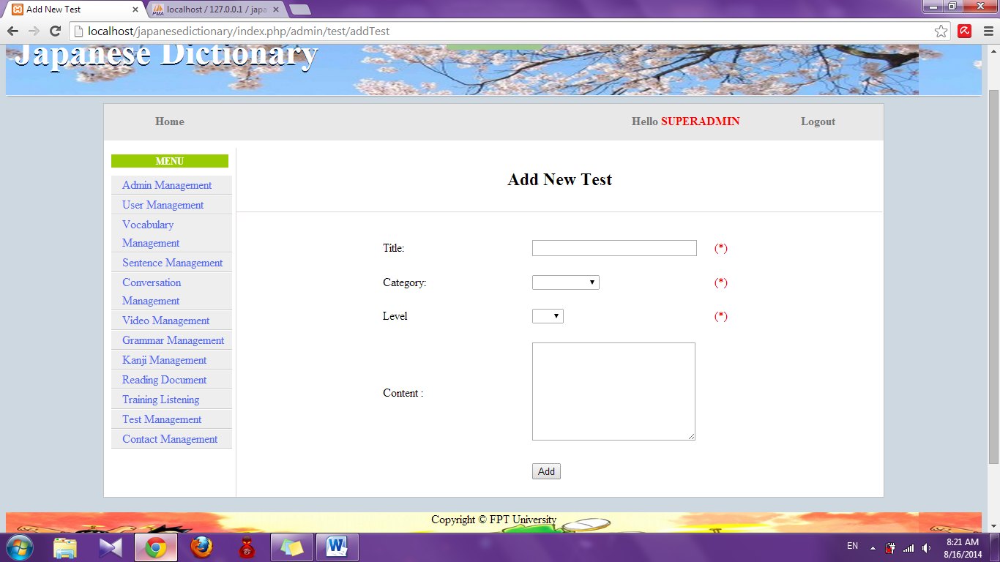 Add New Test
localhost / 127.0.0.1 / japa
localhost/japanesedictionary/index.php/admin/test/addTest
Japanese Dictionary
Home Hello SUPERADMIN Logout
MENU
Admin Management
User Management
Vocabulary
Management
Sentence Management
Conversation
Management
Video Management
Grammar Management
Kanji Management
Reading Document
Training Listening
Test Management
Contact Management
Add New Test
Title: (*)
Category: (*)
Level (*)
Content :
Add
Copyright © FPT University
EN
8:21 AM
8/16/2014